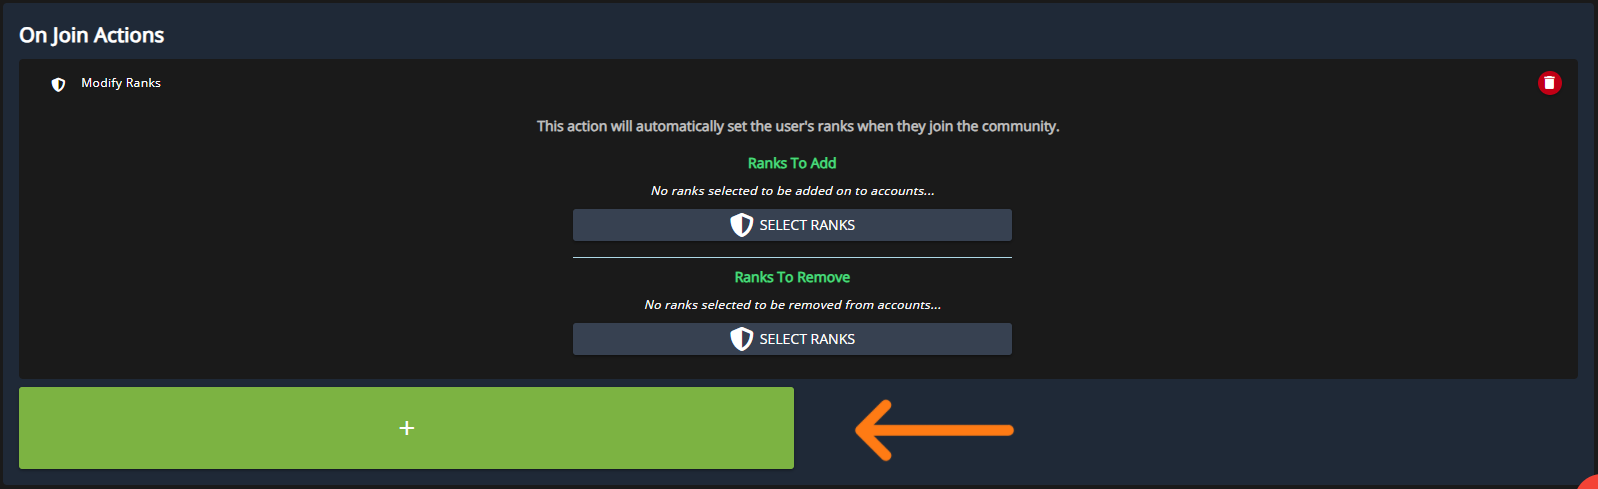 On Join Actions
Modify Ranks
This action will automatically set the user's ranks when they join the community.
Ranks To Add
No ranks selected to be added on to accounts...
SELECT RANKS
Ranks To Remove
No ranks selected to be removed from accounts...
SELECT RANKS
+